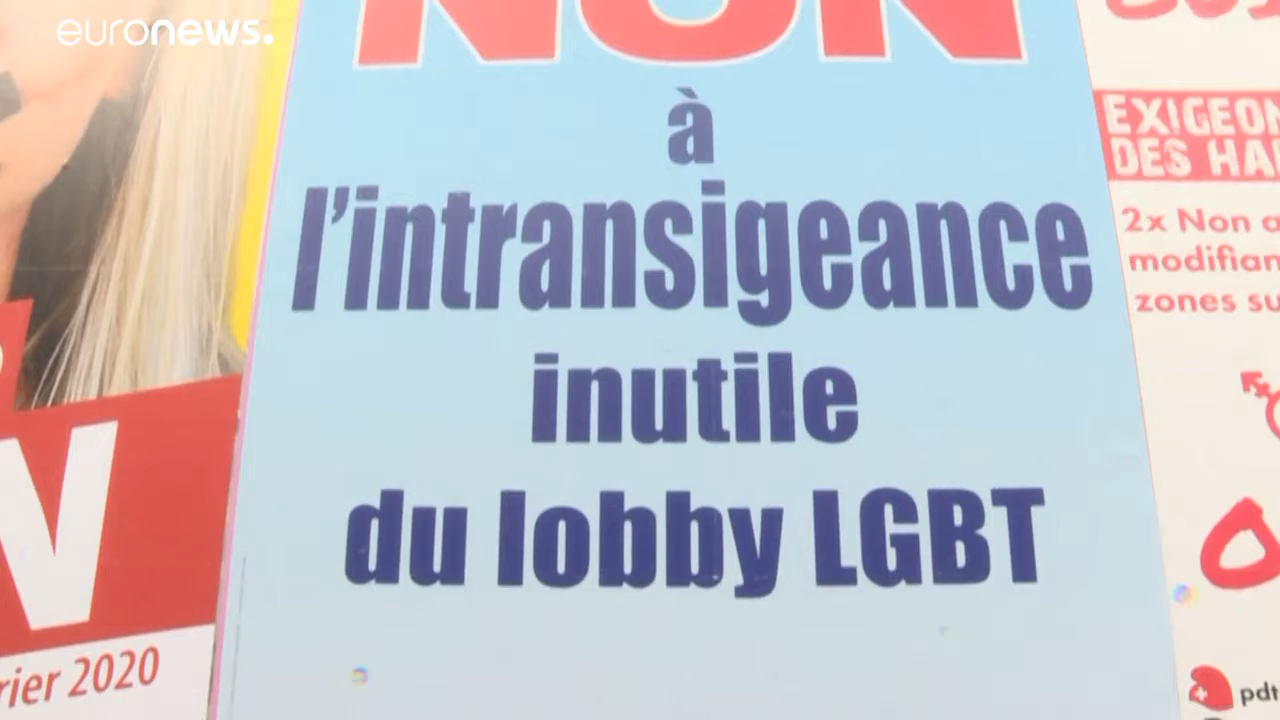 euronews.
NON
à
l'intransigeance
inutile
du lobby LGBT
N
rier 2020
EXIGEON
DES HA
2x Non a
modifian
zones su
pdt